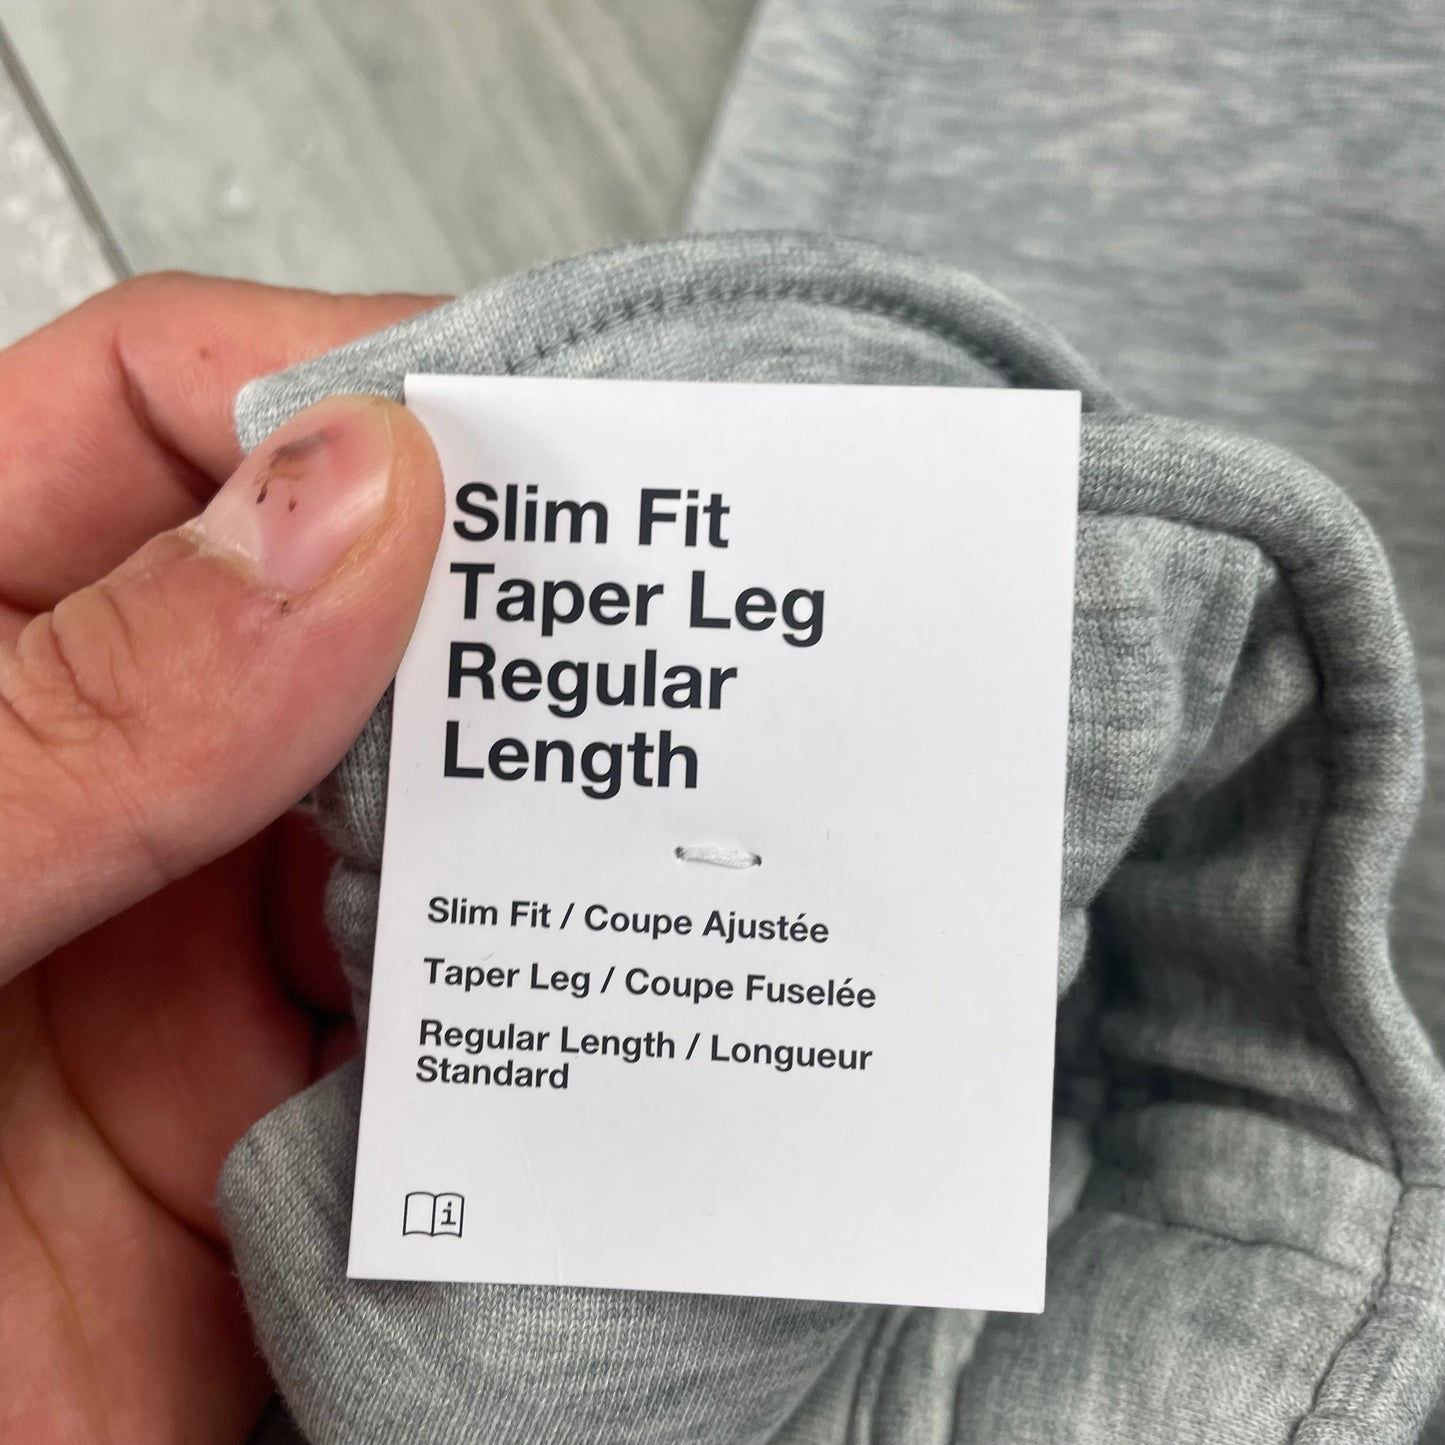 Slim Fit
Taper Leg
Regular
Length
Slim Fit / Coupe Ajustée
Taper Leg / Coupe Fuselée
Regular Length / Longueur
Standard
i